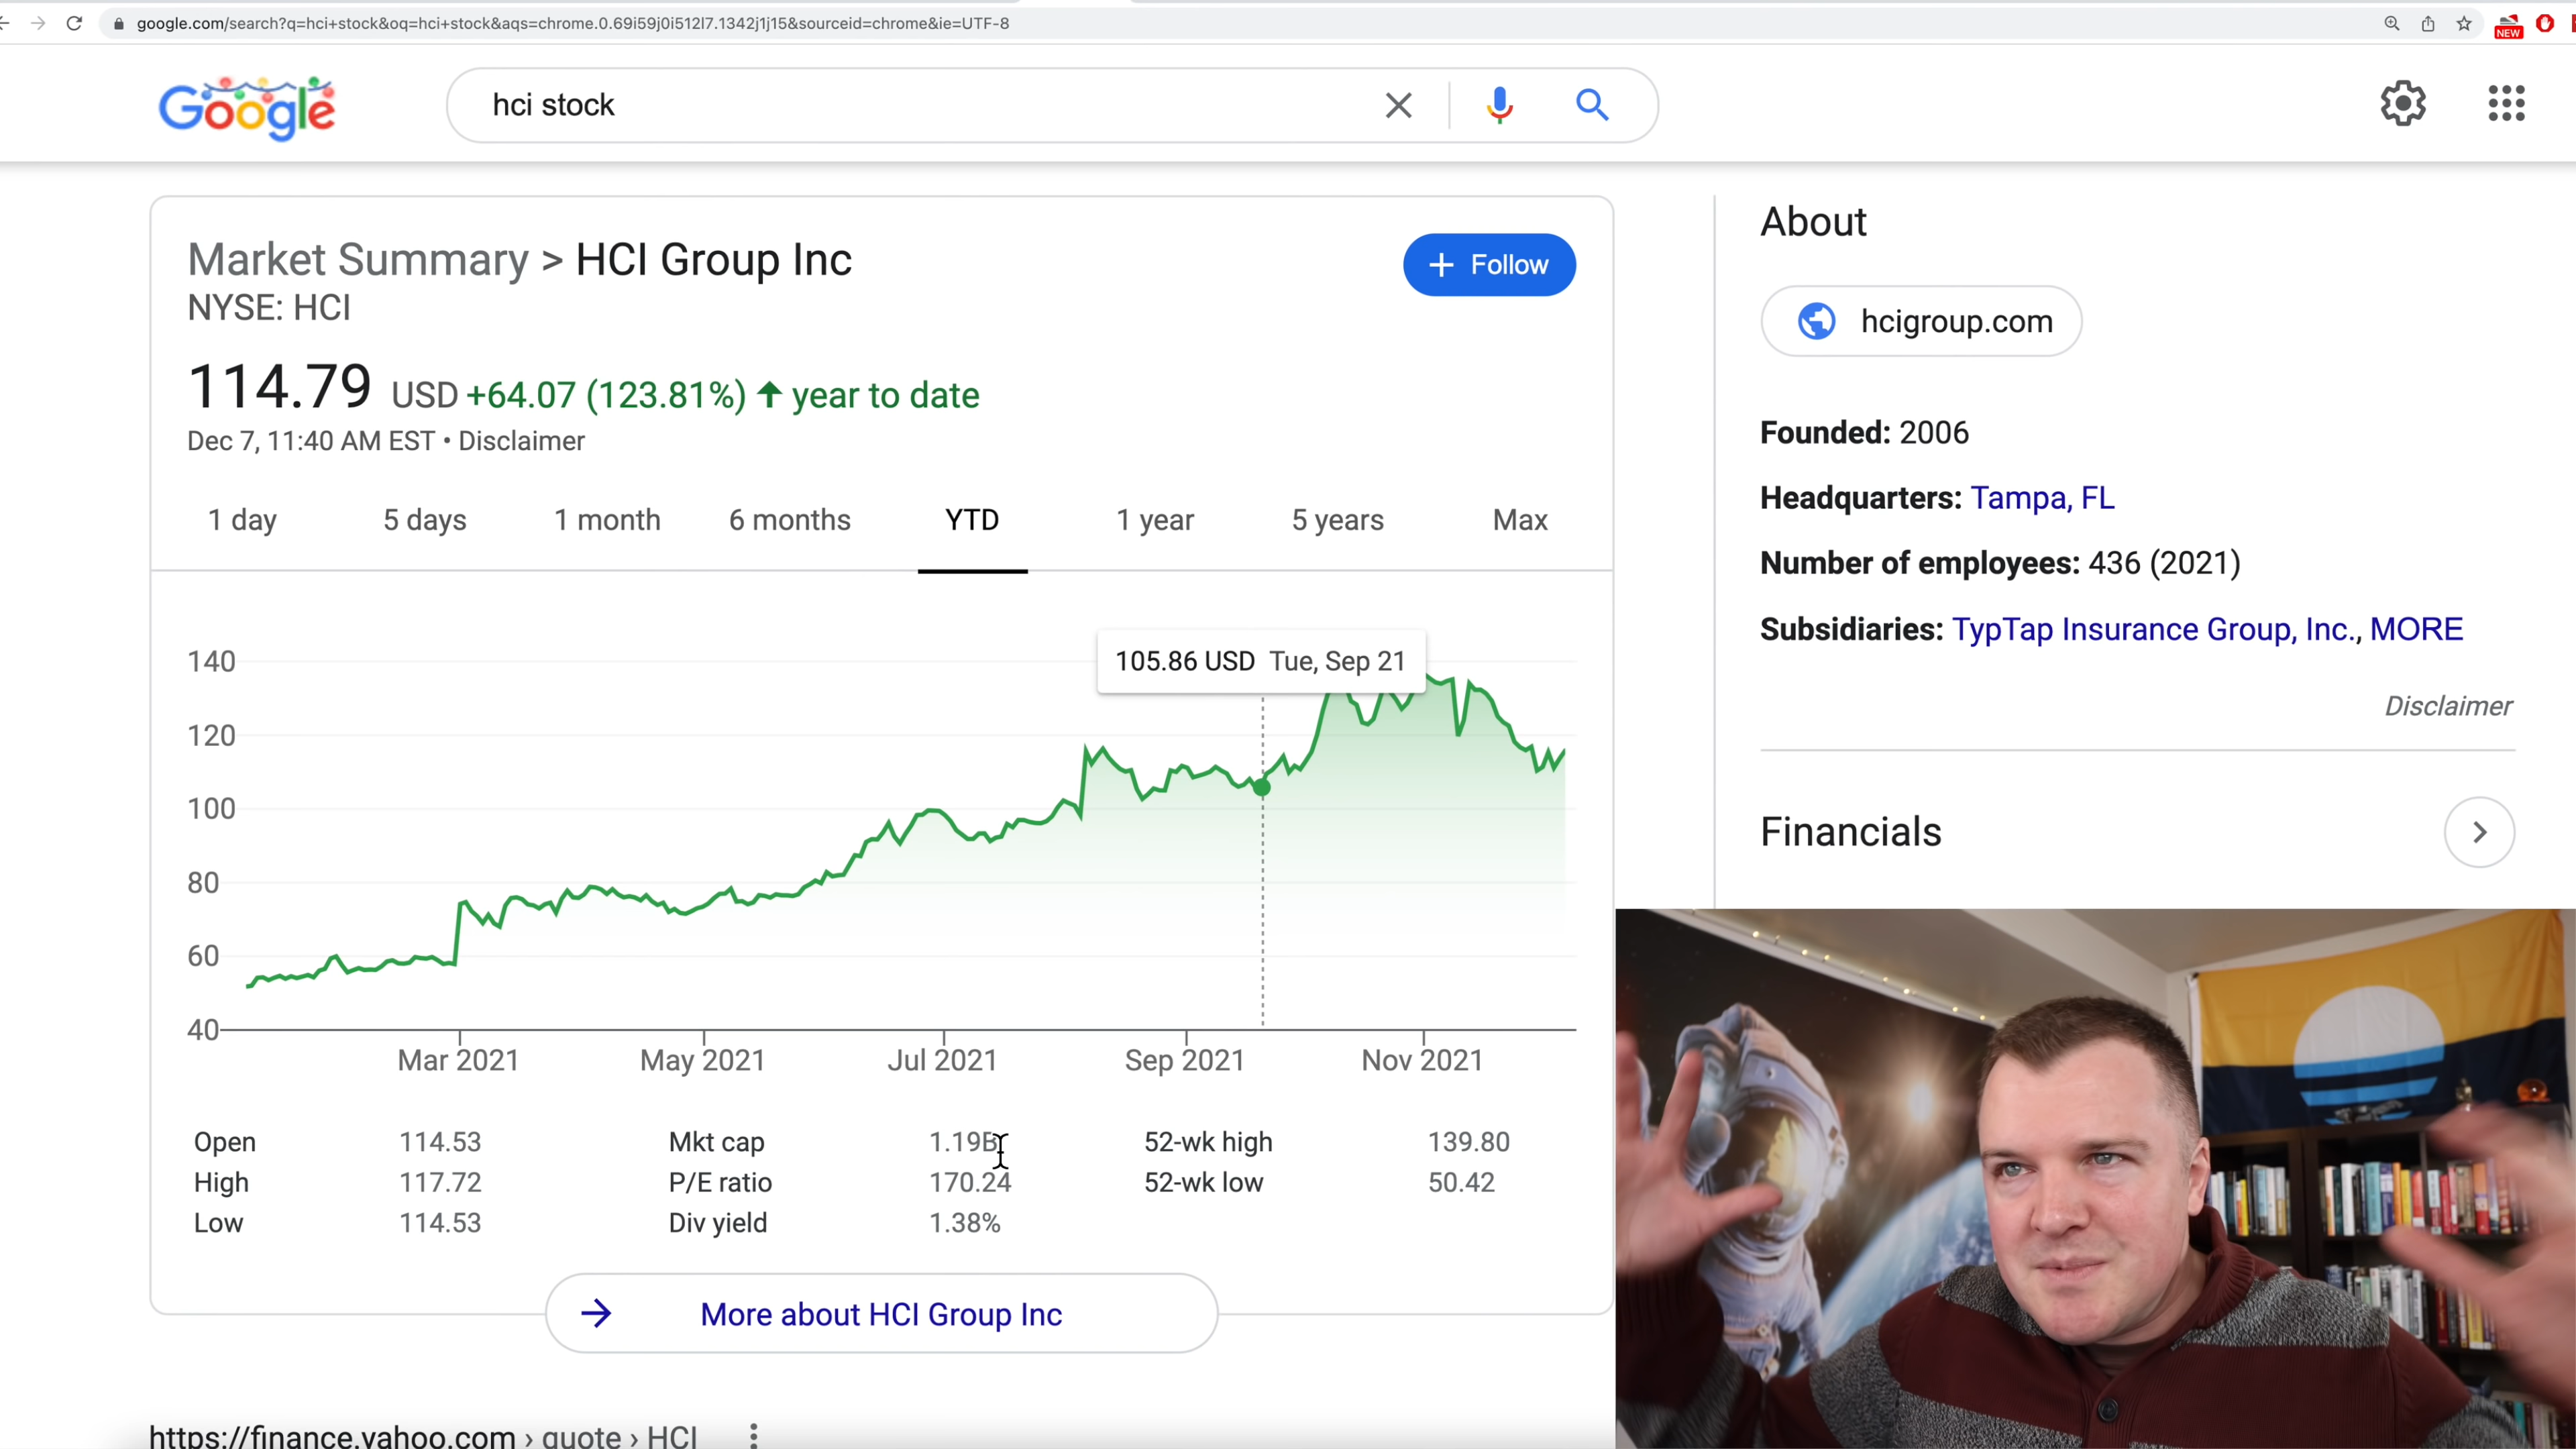 google.com/search?q=hci+stock&oq=hci+stock&aqs=chrome.0.69i59j0i512l7.1342j1j15&sourceid=chrome&ie=UTF-8
NEW
Google
hci stock
Market Summary > HCI Group Inc
NYSE: HCI
+ Follow
114.79 USD +64.07 (123.81%) ↑ year to date
Dec 7, 11:40 AM EST • Disclaimer
1 day 5 days 1 month 6 months YTD 1 year 5 years Max
105.86 USD Tue, Sep 21
140
120
100
80
60
40
Mar 2021 May 2021 Jul 2021 Sep 2021 Nov 2021
Open 114.53 Mkt cap 1.19B 52-wk high 139.80
High 117.72 P/E ratio 170.24 52-wk low 50.42
Low 114.53 Div yield 1.38%
→ More about HCI Group Inc
https://finance.yahoo.com › quote › HCI
About
hcigroup.com
Founded: 2006
Headquarters: Tampa, FL
Number of employees: 436 (2021)
Subsidiaries: TypTap Insurance Group, Inc., MORE
Disclaimer
Financials